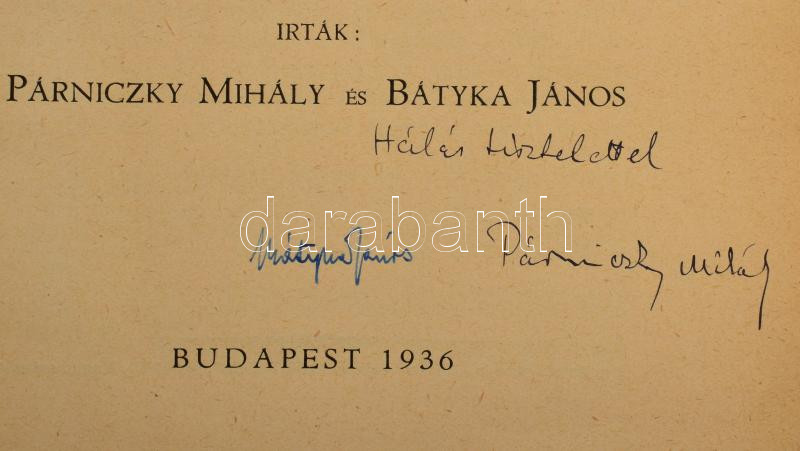 IRTÁK:
PÁRNICZKY MIHÁLY ÉS BÁTYKA JÁNOS
Hálás tisztelettel
darabanth
Bátyka János Párniczky Mihály
BUDAPEST 1936